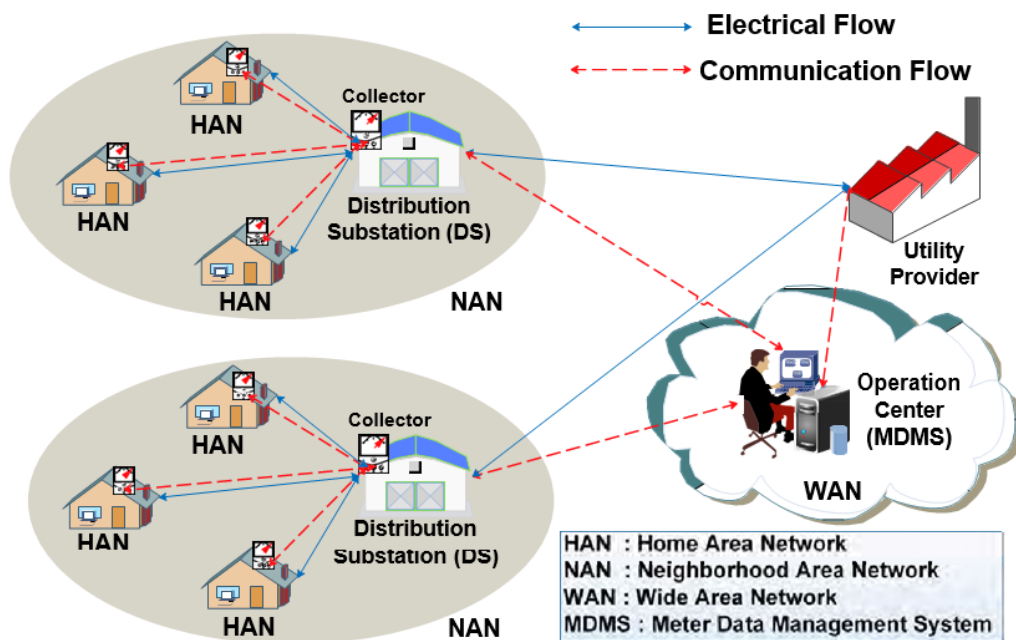 Electrical Flow
Communication Flow
HAN
HAN
HAN
Collector
Distribution
Substation (DS)
NAN
Utility
Provider
HAN
HAN
HAN
Collector
Distribution
Substation (DS)
NAN
Operation
Center
(MDMS)
WAN
HAN : Home Area Network
NAN : Neighborhood Area Network
WAN : Wide Area Network
MDMS : Meter Data Management System